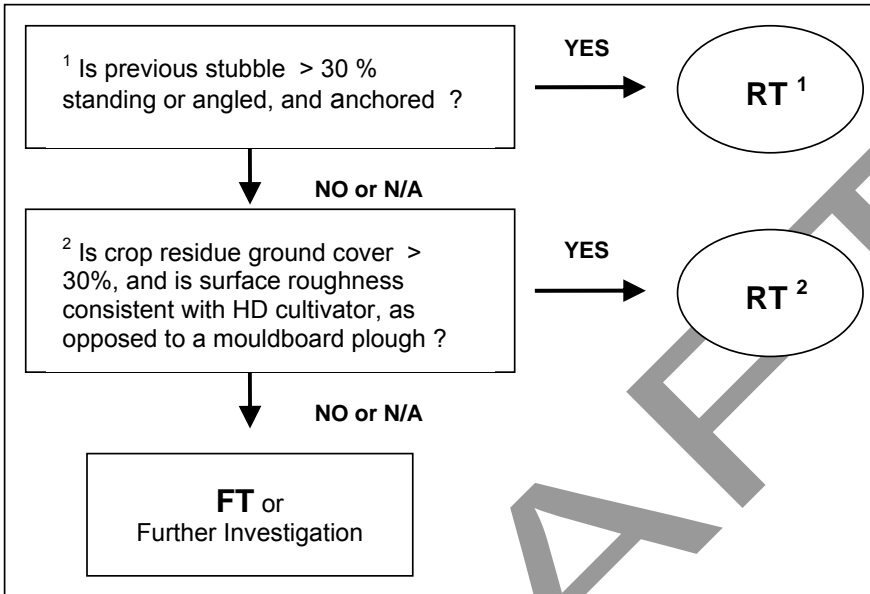 ¹ Is previous stubble > 30 %
standing or angled, and anchored ?
YES
RT ¹
NO or N/A
² Is crop residue ground cover >
30%, and is surface roughness
consistent with HD cultivator, as
opposed to a mouldboard plough ?
YES
RT ²
NO or N/A
FT or
Further Investigation